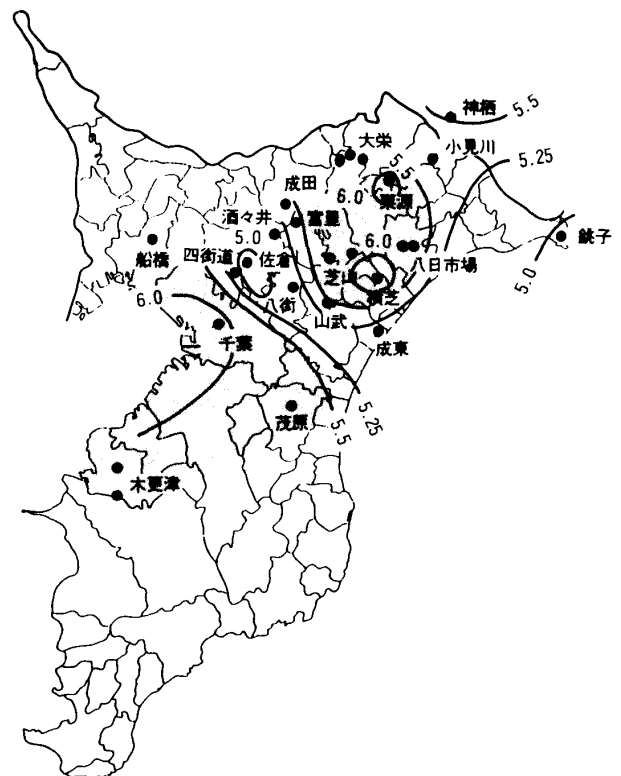 神栖
5.5
大栄
小見川
5.5
5.25
成田
6.0
栗源
酒々井
富里
銚子
5.0
6.0
船橋
四街道
佐倉
芝山
八日市場
横芝
5.0
八街
6.0
山武
千葉
成東
茂原
5.5
5.25
木更津